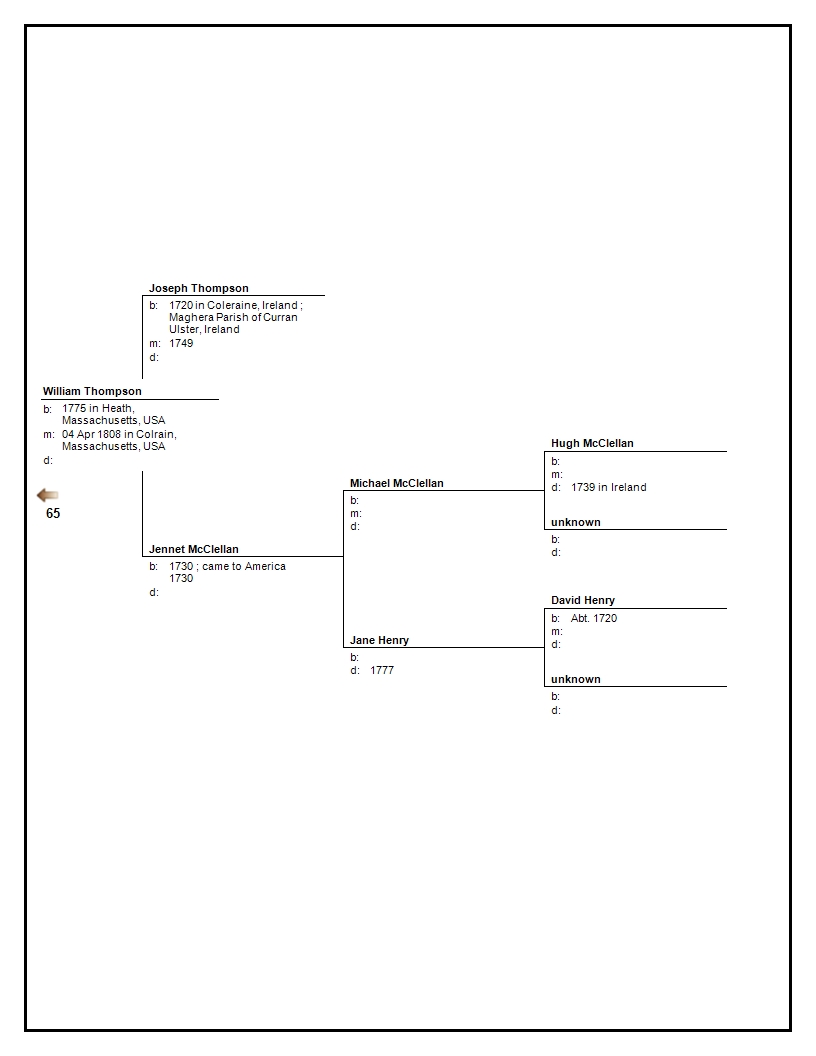 Joseph Thompson
b: 1720 in Coleraine, Ireland ;
Maghera Parish of Curran
Ulster, Ireland
m: 1749
d:
William Thompson
b: 1775 in Heath,
Massachusetts, USA
m: 04 Apr 1808 in Colrain,
Massachusetts, USA
d:
65
Jennet McClellan
b: 1730 ; came to America
1730
d:
Michael McClellan
b:
m:
d:
Jane Henry
b:
d: 1777
Hugh McClellan
b:
m:
d: 1739 in Ireland
unknown
b:
d:
David Henry
b: Abt. 1720
m:
d:
unknown
b:
d: